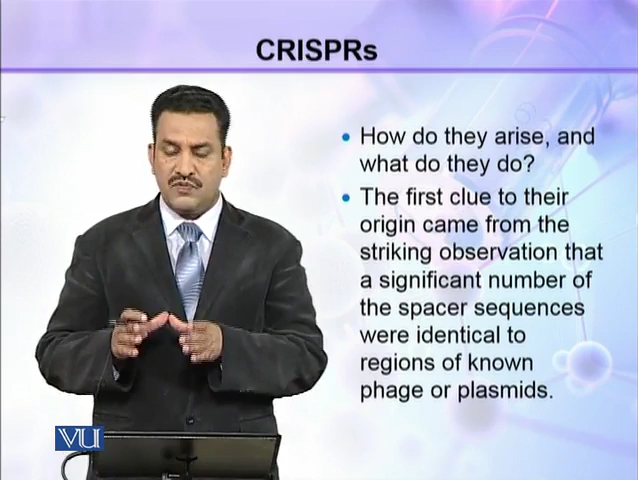 CRISPRs
• How do they arise, and
what do they do?
• The first clue to their
origin came from the
striking observation that
a significant number of
the spacer sequences
were identical to
regions of known
phage or plasmids.
VU